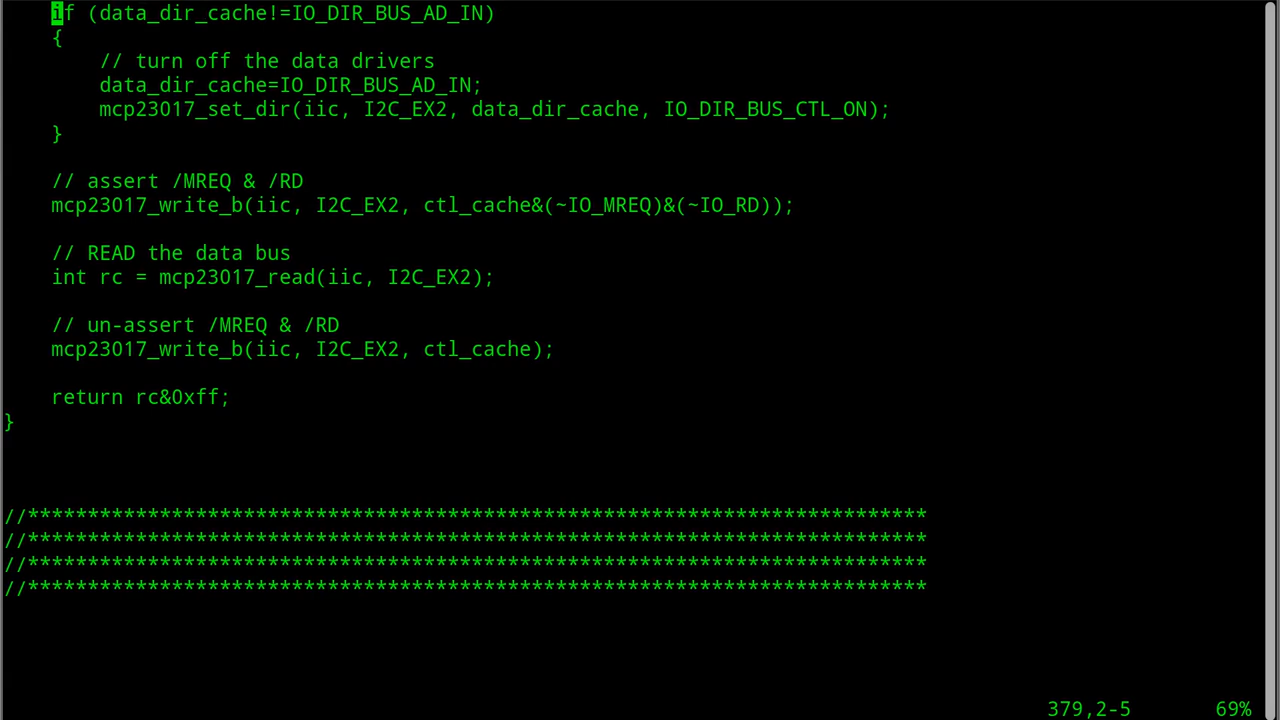 if (data_dir_cache!=IO_DIR_BUS_AD_IN)
{
// turn off the data drivers
data_dir_cache=IO_DIR_BUS_AD_IN;
mcp23017_set_dir(iic, I2C_EX2, data_dir_cache, IO_DIR_BUS_CTL_ON);
}
// assert /MREQ & /RD
mcp23017_write_b(iic, I2C_EX2, ctl_cache&(~IO_MREQ)&(~IO_RD));
// READ the data bus
int rc = mcp23017_read(iic, I2C_EX2);
// un-assert /MREQ & /RD
mcp23017_write_b(iic, I2C_EX2, ctl_cache);
return rc&0xff;
}
//***************************************************************************
//***************************************************************************
//***************************************************************************
//***************************************************************************
379,2-5 69%